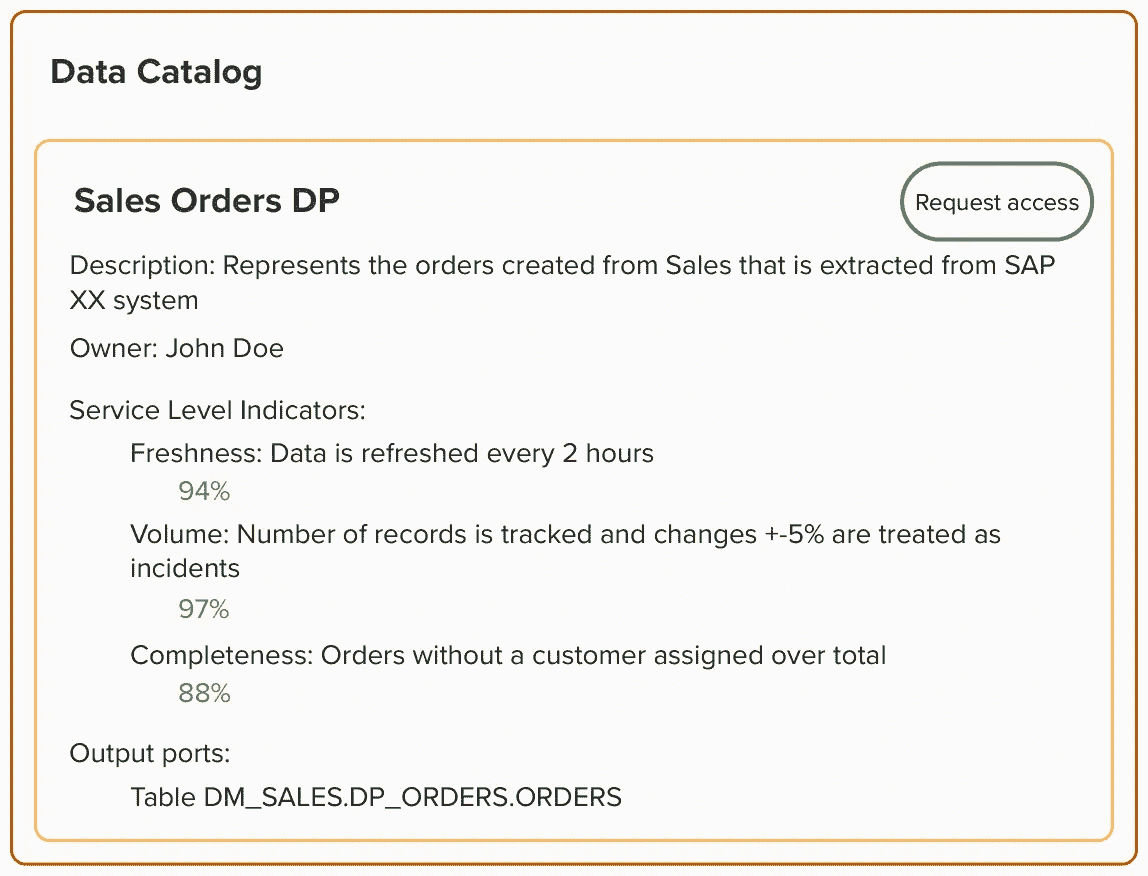 Data Catalog
Sales Orders DP
Request access
Description: Represents the orders created from Sales that is extracted from SAP
XX system
Owner: John Doe
Service Level Indicators:
Freshness: Data is refreshed every 2 hours
94%
Volume: Number of records is tracked and changes +-5% are treated as
incidents
97%
Completeness: Orders without a customer assigned over total
88%
Output ports:
Table DM_SALES.DP_ORDERS.ORDERS